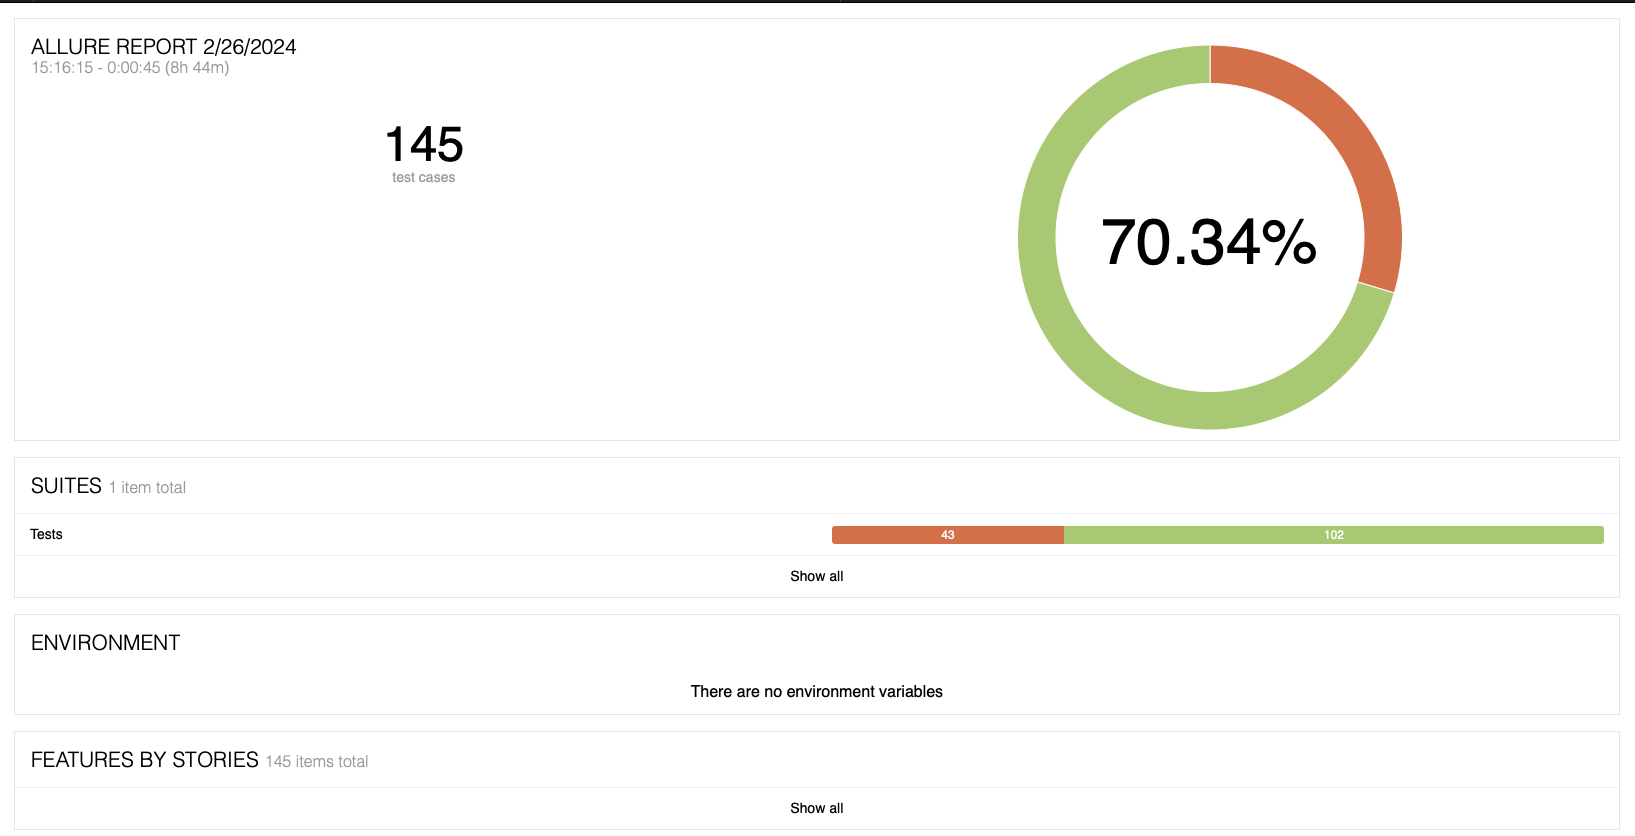 ALLURE REPORT 2/26/2024
15:16:15 - 0:00:45 (8h 44m)
145
test cases
70.34%
SUITES 1 item total
Tests 43 102
Show all
ENVIRONMENT
There are no environment variables
FEATURES BY STORIES 145 items total
Show all